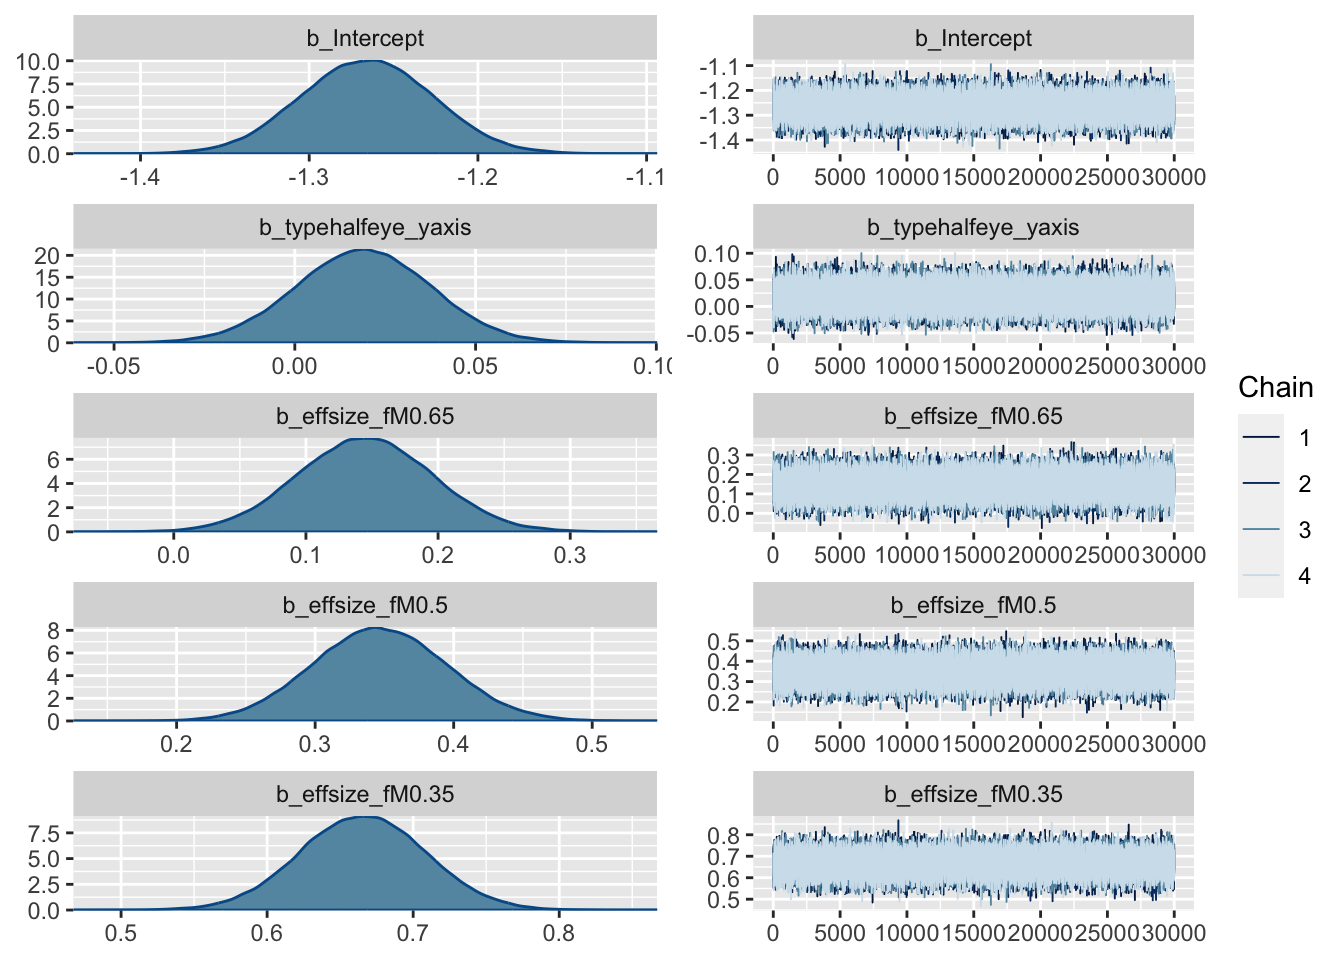 b_Intercept
10.0
7.5
5.0
2.5
0.0
-1.4 -1.3 -1.2 -1.1
b_Intercept
-1.1
-1.2
-1.3
-1.4
0 5000 10000 15000 20000 25000 30000
b_typehalfeye_yaxis
20
15
10
5
0
-0.05 0.00 0.05 0.10
b_typehalfeye_yaxis
0.10
0.05
0.00
-0.05
0 5000 10000 15000 20000 25000 30000
b_effsize_fM0.65
6
4
2
0
0.0 0.1 0.2 0.3
b_effsize_fM0.65
0.3
0.2
0.1
0.0
0 5000 10000 15000 20000 25000 30000
b_effsize_fM0.5
8
6
4
2
0
0.2 0.3 0.4 0.5
b_effsize_fM0.5
0.5
0.4
0.3
0.2
0 5000 10000 15000 20000 25000 30000
b_effsize_fM0.35
7.5
5.0
2.5
0.0
0.5 0.6 0.7 0.8
b_effsize_fM0.35
0.8
0.7
0.6
0.5
0 5000 10000 15000 20000 25000 30000
Chain
1
2
3
4